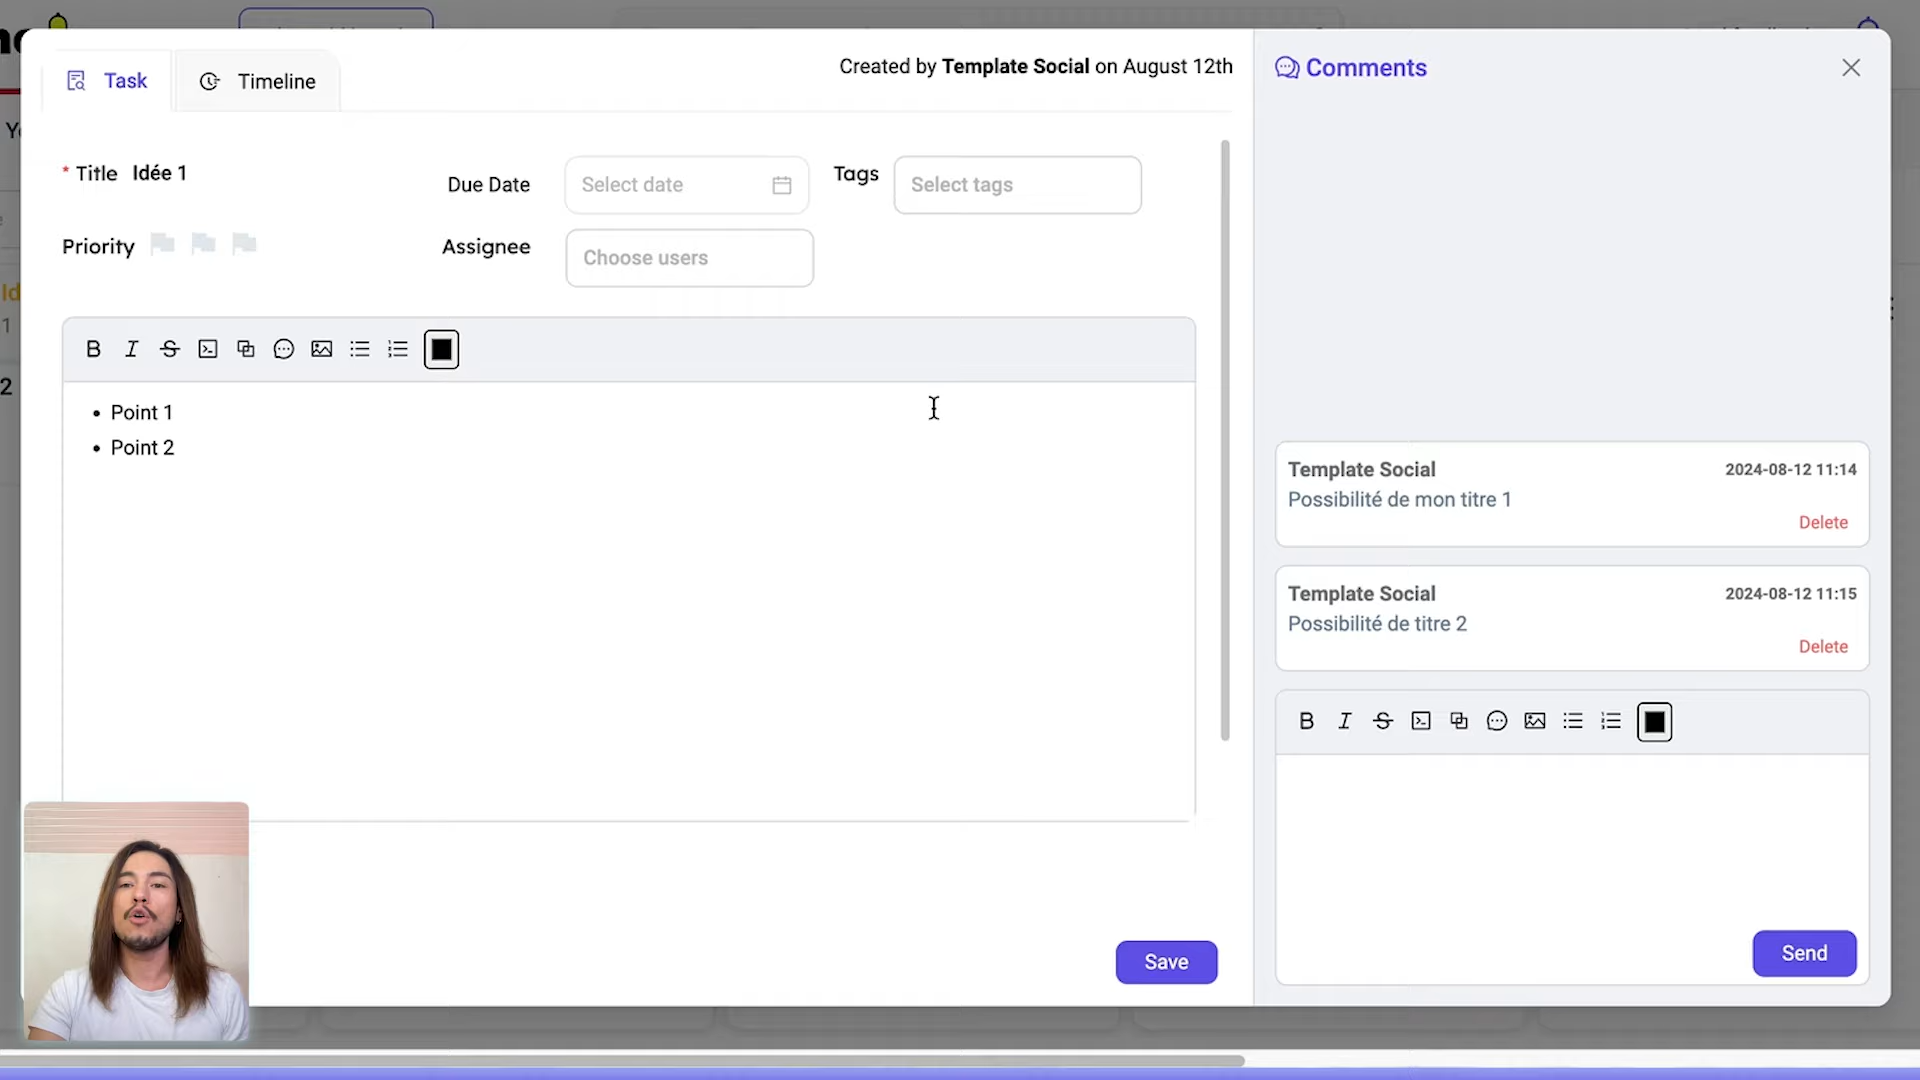 Task
Timeline
Created by Template Social on August 12th
Comments
* Title Idée 1
Due Date
Select date
Tags
Select tags
Priority
Assignee
Choose users
Point 1
Point 2
Template Social
2024-08-12 11:14
Possibilité de mon titre 1
Delete
Template Social
2024-08-12 11:15
Possibilité de titre 2
Delete
Save
Send
1
2